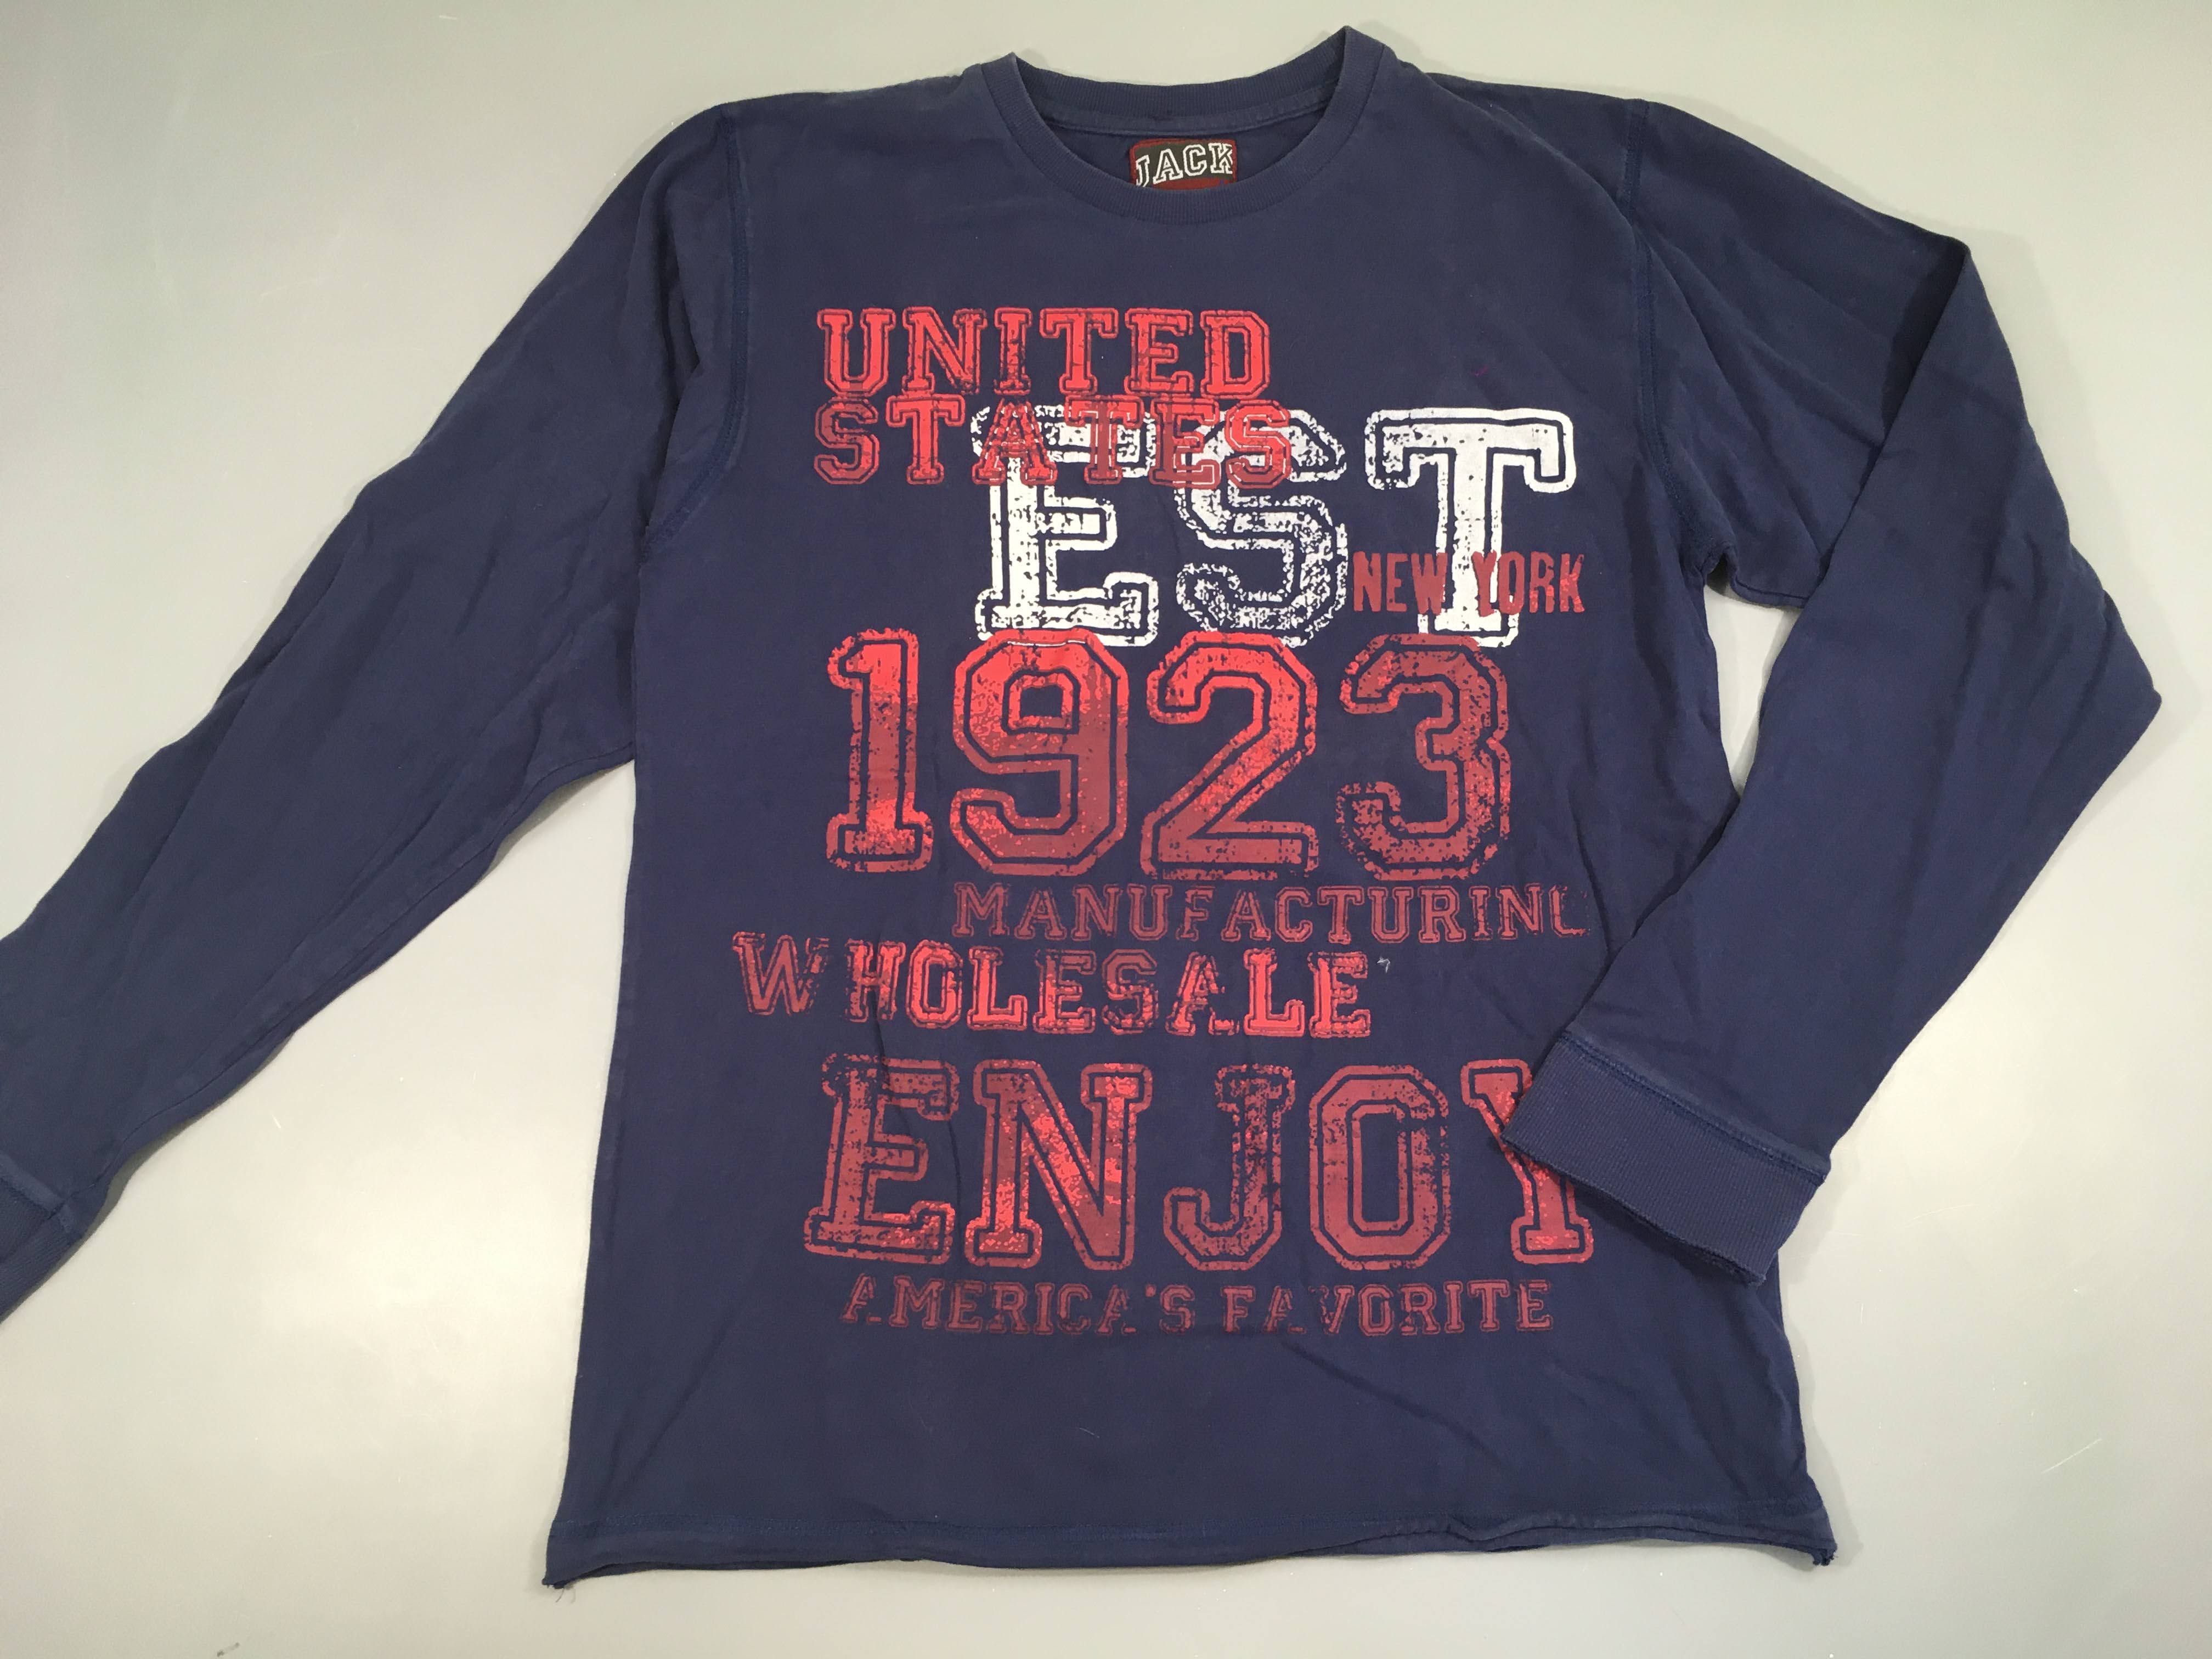 JACK
UNITED
STATES
EST
NEW YORK
1923
MANUFACTURING
WHOLESALE
ENJOY
AMERICA'S FAVORITE